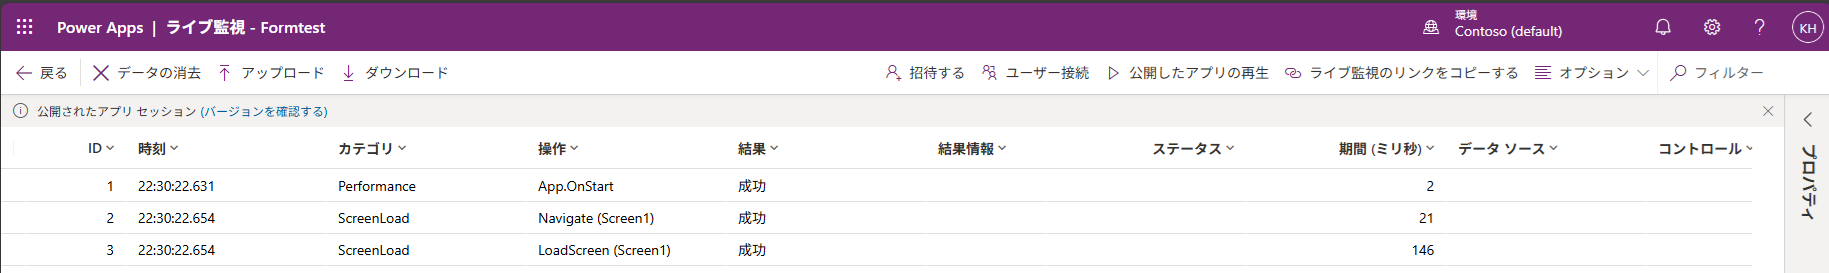 Power Apps | ライブ監視 - Formtest
環境
Contoso (default)
KH
戻る データの消去 アップロード ダウンロード 招待する ユーザー接続 公開したアプリの再生 ライブ監視のリンクをコピーする オプション フィルター
公開されたアプリ セッション (バージョンを確認する)
ID 時刻 カテゴリ 操作 結果 結果情報 ステータス 期間 (ミリ秒) データ ソース コントロール
1 22:30:22.631 Performance App.OnStart 成功 2
2 22:30:22.654 ScreenLoad Navigate (Screen1) 成功 21
3 22:30:22.654 ScreenLoad LoadScreen (Screen1) 成功 146
プロパティ